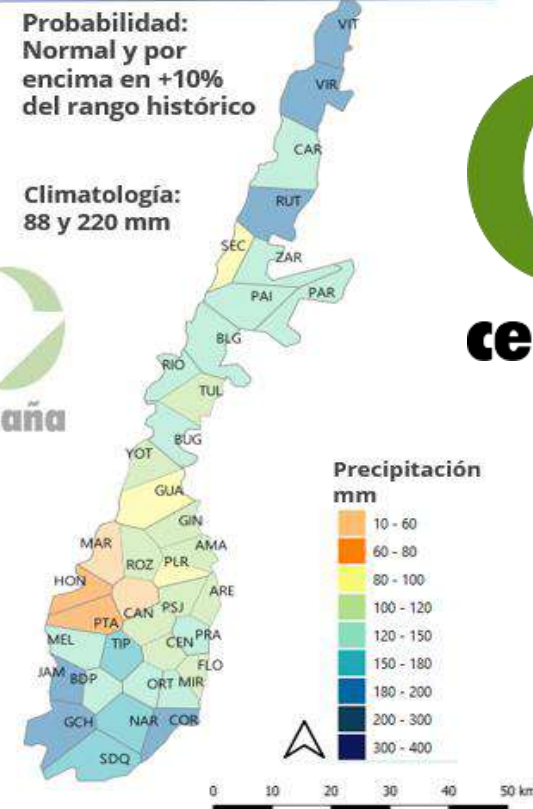 Probabilidad:
Normal y por
encima en +10%
del rango histórico
Climatología:
88 y 220 mm
ce
aña
VIT
VIR
CAR
RUT
SEC
ZAR
PAI
PAR
BLG
RIO
TUL
BUG
YOT
GUA
GIN
MAR
AMA
ROZ
PLR
HON
ARE
CAN
PSJ
PTA
MEL
TIP
CEN
PRA
FLO
JAM
BDP
ORT
MIR
GCH
NAR
COR
SDQ
Precipitación
mm
10 - 60
60 - 80
80 - 100
100 - 120
120 - 150
150 - 180
180 - 200
200 - 300
300 - 400
0 10 20 30 40 50 km